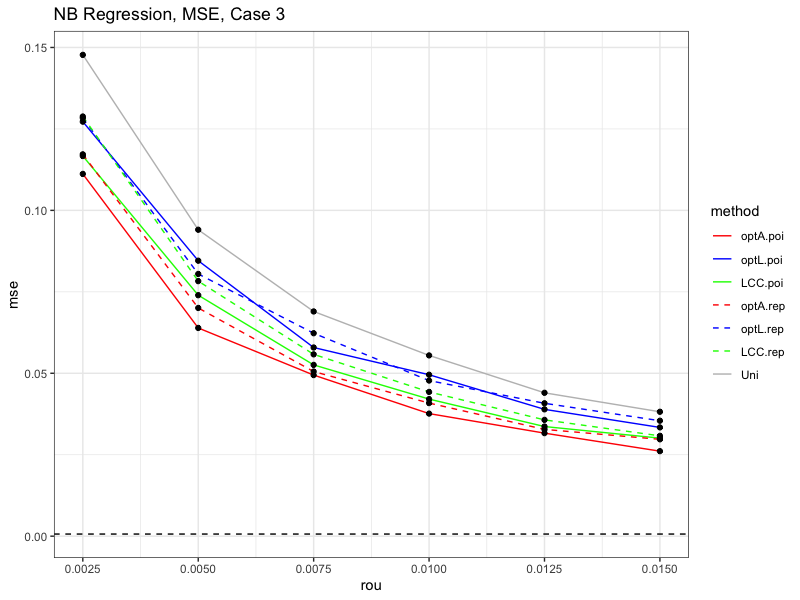 NB Regression, MSE, Case 3
0.15
0.10
0.05
0.00
mse
0.0025 0.0050 0.0075 0.0100 0.0125 0.0150
rou
method
optA.poi
optL.poi
LCC.poi
optA.rep
optL.rep
LCC.rep
Uni